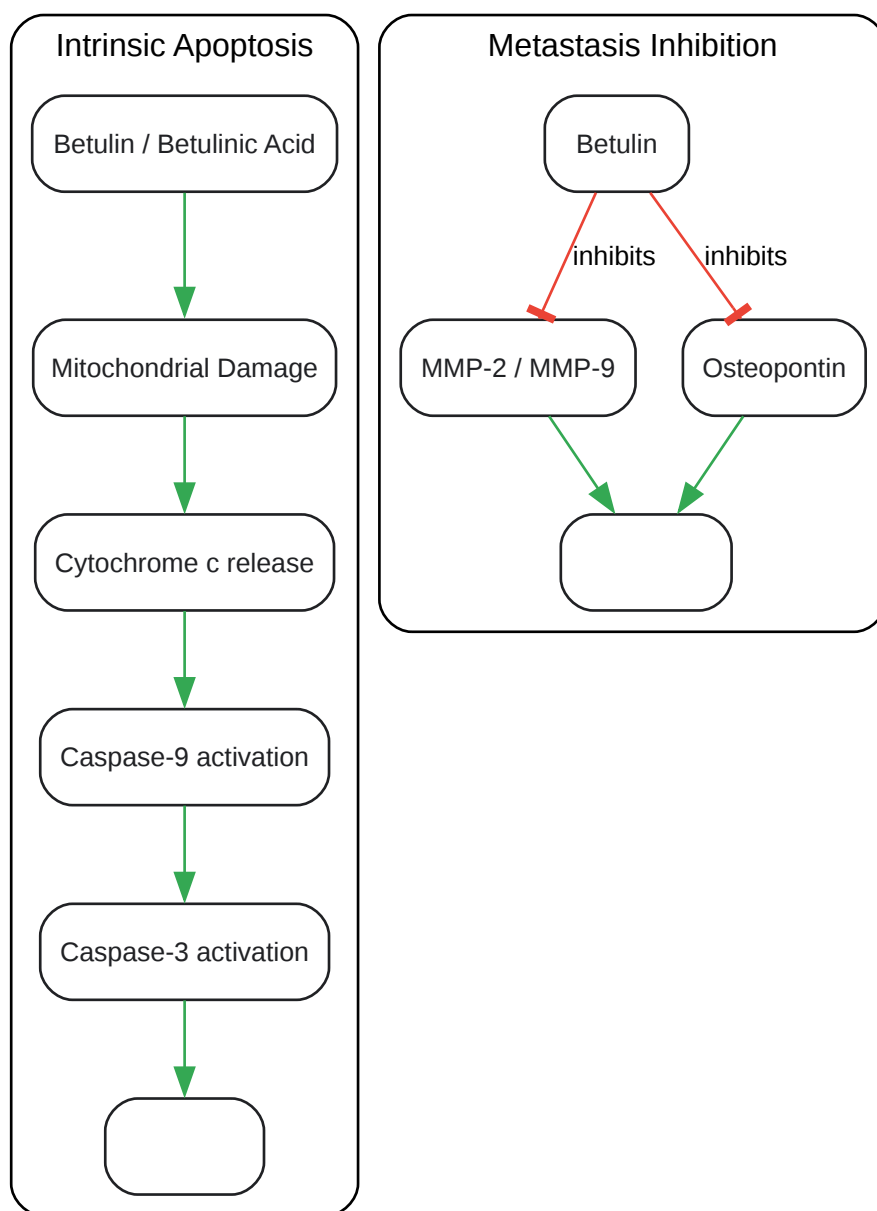 Intrinsic Apoptosis
Betulin / Betulinic Acid
Mitochondrial Damage
Cytochrome c release
Caspase-9 activation
Caspase-3 activation
Metastasis Inhibition
Betulin
inhibits
inhibits
MMP-2 / MMP-9
Osteopontin